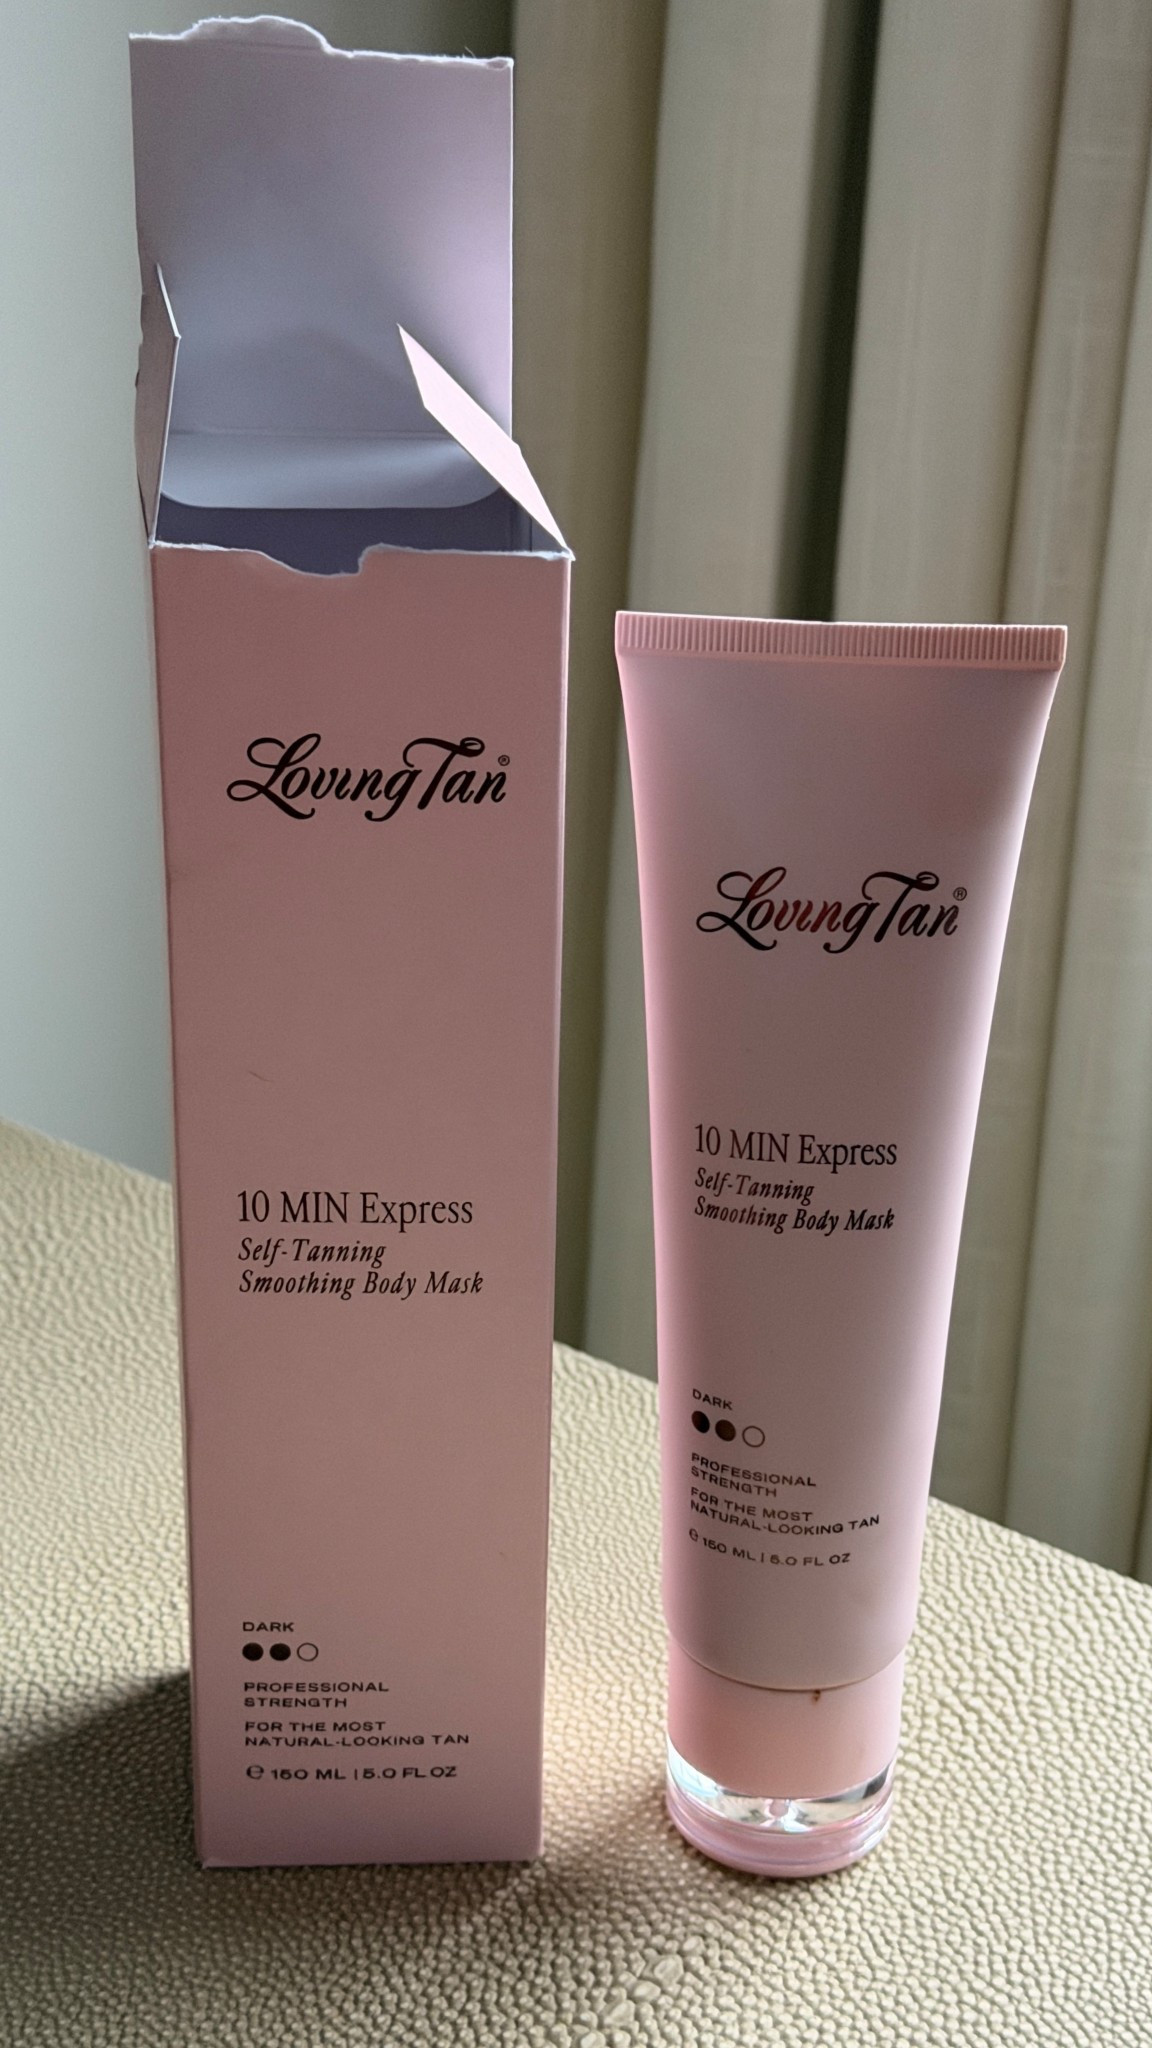 Loving Tan®
10 MIN Express
Self-Tanning
Smoothing Body Mask
DARK
PROFESSIONAL
STRENGTH
FOR THE MOST
NATURAL-LOOKING TAN
℮ 150 ML | 5.0 FL OZ
Loving Tan®
10 MIN Express
Self-Tanning
Smoothing Body Mask
DARK
PROFESSIONAL
STRENGTH
FOR THE MOST
NATURAL-LOOKING TAN
℮ 150 ML | 5.0 FL OZ